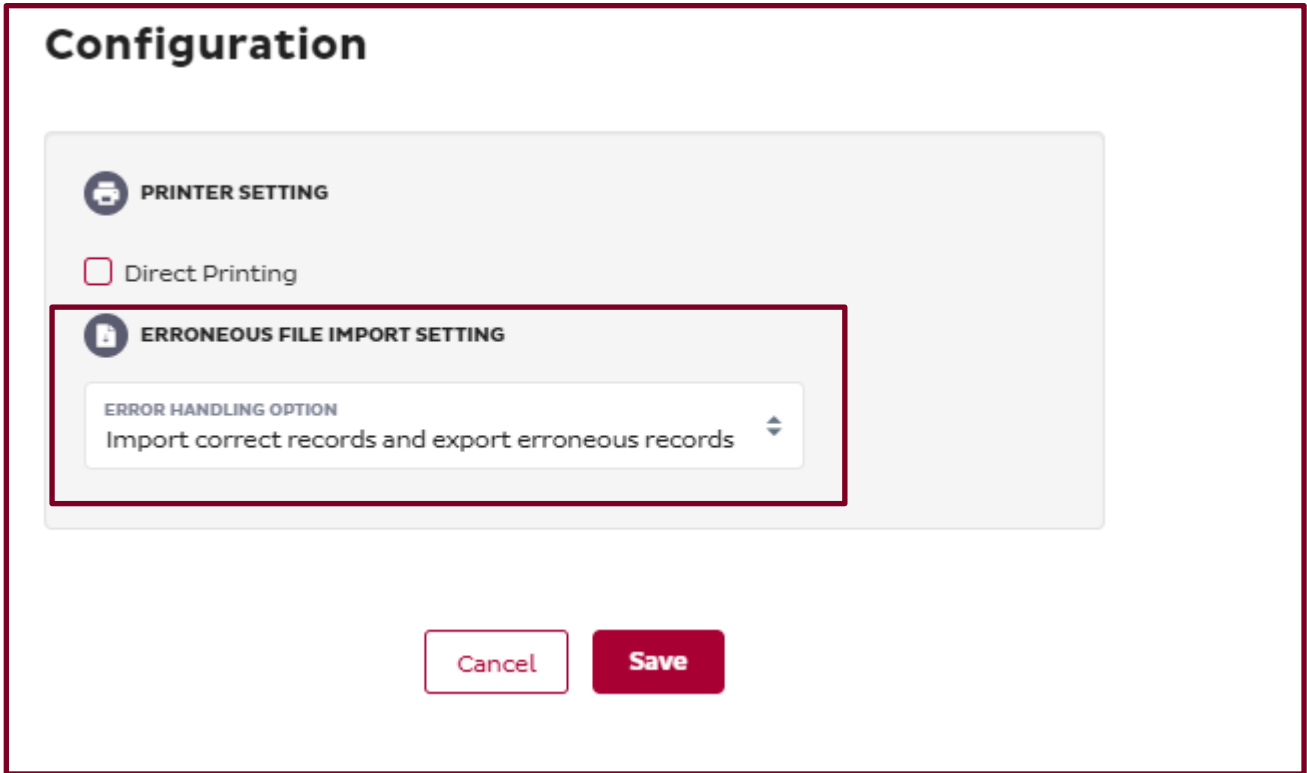 Configuration
PRINTER SETTING
Direct Printing
ERRONEOUS FILE IMPORT SETTING
ERROR HANDLING OPTION
Import correct records and export erroneous records
Cancel
Save